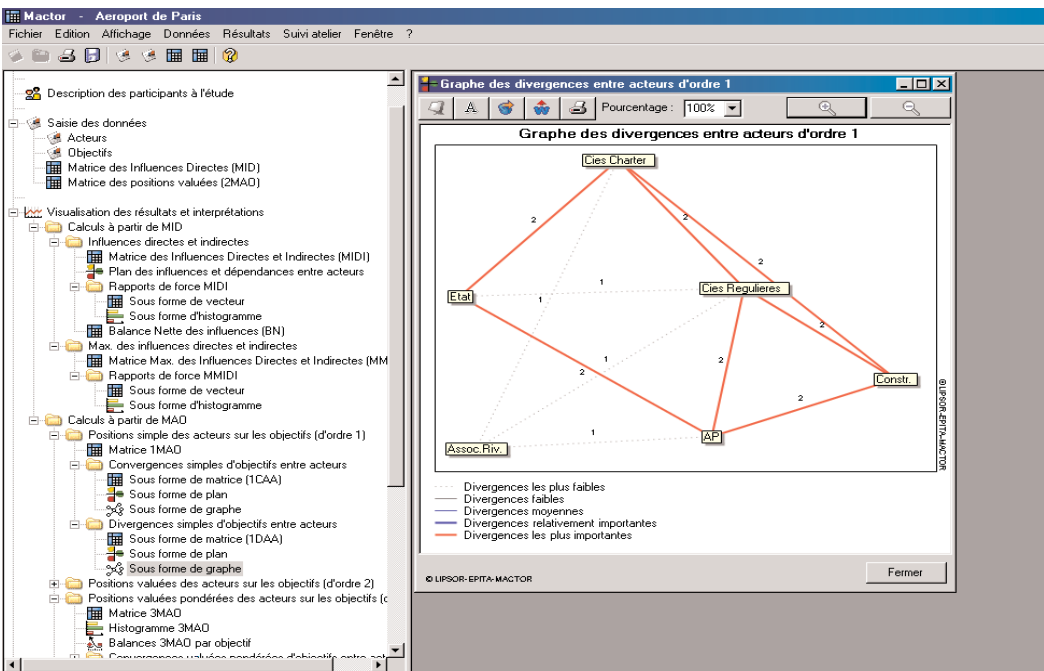 Mactor - Aeroport de Paris
Fichier Edition Affichage Données Résultats Suivi atelier Fenêtre ?
Description des participants à l'étude
Saisie des données
Acteurs
Objectifs
Matrice des Influences Directes (MID)
Matrice des positions valuées (2MAO)
Visualisation des résultats et interprétations
Calculs à partir de MID
Influences directes et indirectes
Matrice des Influences Directes et Indirectes (MIDI)
Plan des influences et dépendances entre acteurs
Rapports de force MIDI
Sous forme de vecteur
Sous forme d'histogramme
Balance Nette des influences (BN)
Max. des influences directes et indirectes
Matrice Max. des Influences Directes et Indirectes (MM
Rapports de force MMIDI
Sous forme de vecteur
Sous forme d'histogramme
Calculs à partir de MAO
Positions simple des acteurs sur les objectifs (d'ordre 1)
Matrice 1MAO
Convergences simples d'objectifs entre acteurs
Sous forme de matrice (1CAA)
Sous forme de plan
Sous forme de graphe
Divergences simples d'objectifs entre acteurs
Sous forme de matrice (1DAA)
Sous forme de plan
Sous forme de graphe
Positions valuées des acteurs sur les objectifs (d'ordre 2)
Positions valuées pondérées des acteurs sur les objectifs (d
Matrice 3MAO
Histogramme 3MAO
Balances 3MAO par objectif
Convergences valuées pondérées d'objectifs entre act
Graphe des divergences entre acteurs d'ordre 1
A Pourcentage : 100%
Graphe des divergences entre acteurs d'ordre 1
Cies Charter
2
2
2
1
Cies Regulieres
Etat
1
2
1
2
2
Constr.
2
1
AP
Assoc.Riv.
© LIPSOR-EPITA-MACTOR
Divergences les plus faibles
Divergences faibles
Divergences moyennes
Divergences relativement importantes
Divergences les plus importantes
© LIPSOR-EPITA-MACTOR
Fermer